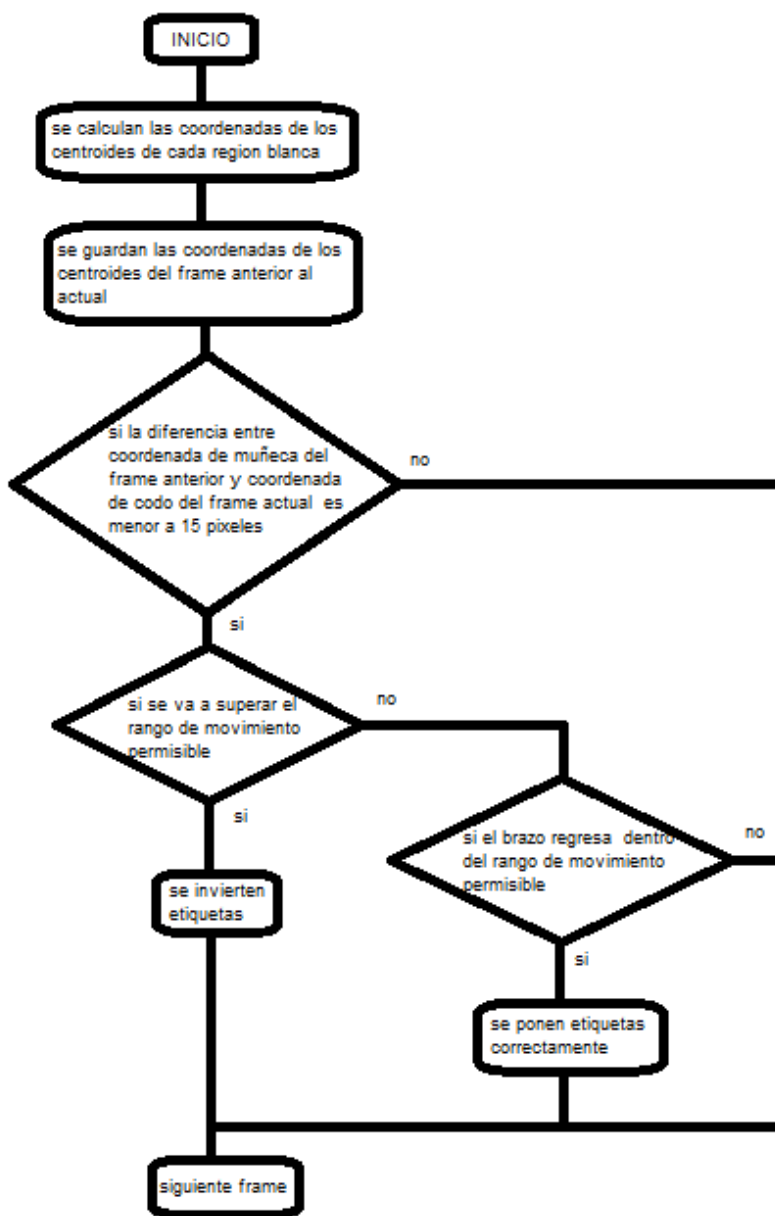 INICIO
se calculan las coordenadas de los
centroides de cada region blanca
se guardan las coordenadas de los
centroides del frame anterior al
actual
si la diferencia entre
coordenada de muñeca del
frame anterior y coordenada
de codo del frame actual es
menor a 15 pixeles
no
si
si se va a superar el
rango de movimiento
permisible
no
si
si el brazo regresa dentro
del rango de movimiento
permisible
no
se invierten
etiquetas
si
se ponen etiquetas
correctamente
siguiente frame